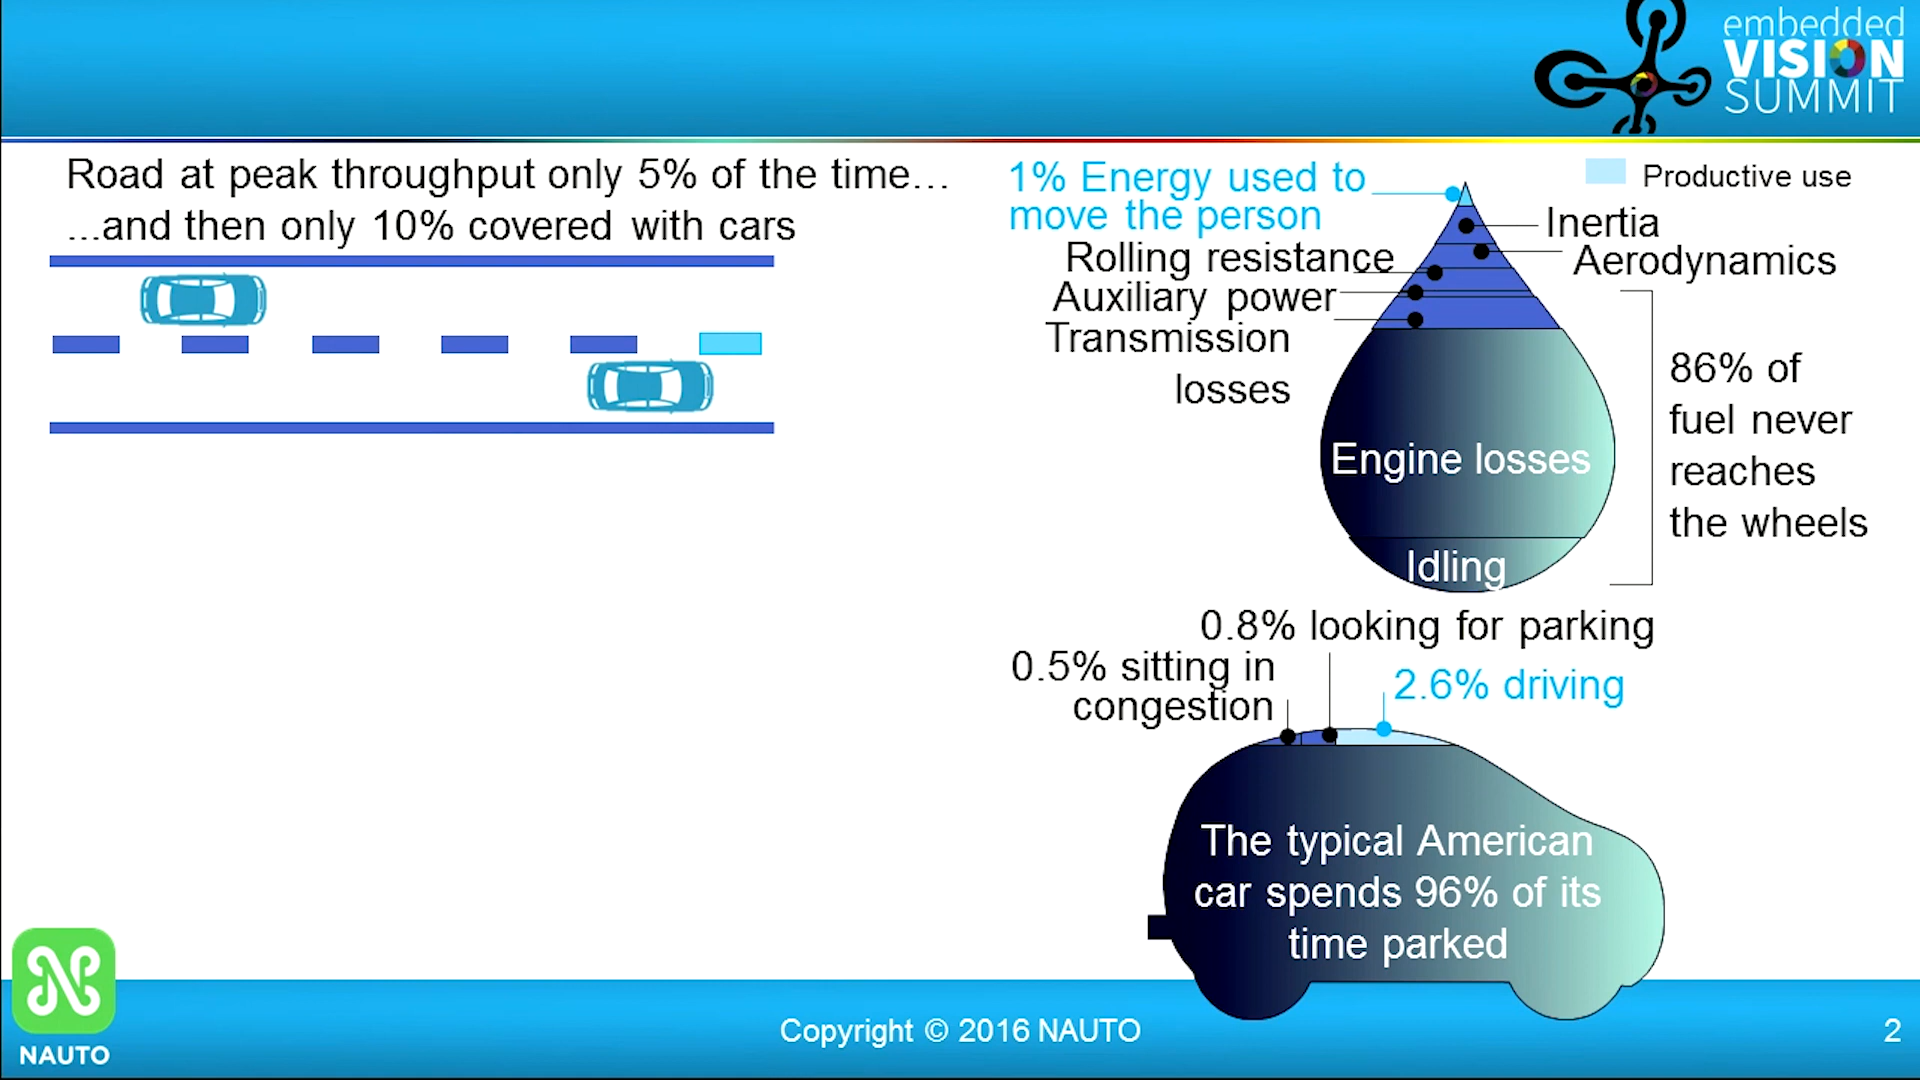 embedded
VISION
SUMMIT
Road at peak throughput only 5% of the time...
...and then only 10% covered with cars
1% Energy used to
move the person
Productive use
Inertia
Rolling resistance
Aerodynamics
Auxiliary power
Transmission
losses
86% of
fuel never
reaches
the wheels
Engine losses
Idling
0.8% looking for parking
0.5% sitting in
congestion
2.6% driving
The typical American
car spends 96% of its
time parked
NAUTO
Copyright © 2016 NAUTO
2